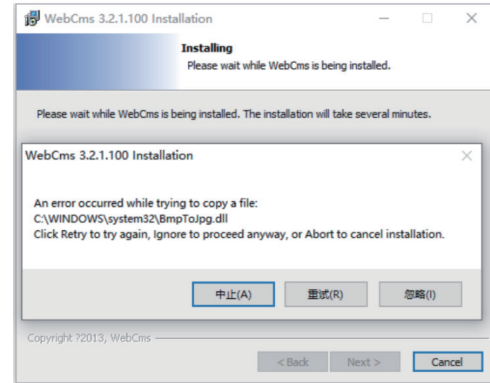 WebCms 3.2.1.100 Installation
Installing
Please wait while WebCms is being installed.
Please wait while WebCms is being installed. The installation will take several minutes.
WebCms 3.2.1.100 Installation
An error occurred while trying to copy a file:
C:\WINDOWS\system32\BmpToJpg.dll
Click Retry to try again, Ignore to proceed anyway, or Abort to cancel installation.
中止(A) 重试(R) 忽略(I)
Copyright ?2013, WebCms
< Back Next > Cancel